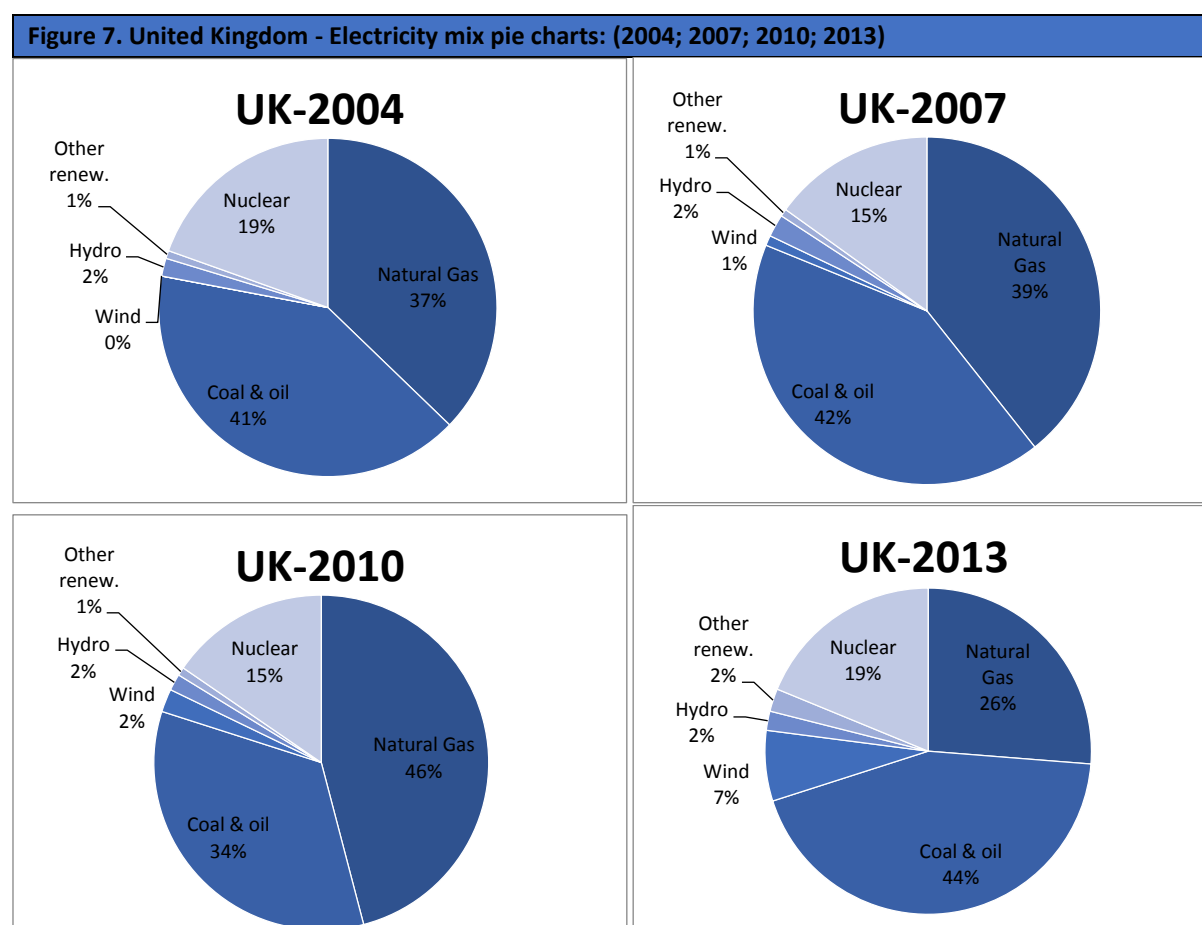 Figure 7. United Kingdom - Electricity mix pie charts: (2004; 2007; 2010; 2013)
UK-2004
Other
renew.
1%
Hydro
2%
Wind
0%
Nuclear
19%
Natural Gas
37%
Coal & oil
41%
UK-2007
Other
renew.
1%
Hydro
2%
Wind
1%
Nuclear
15%
Natural
Gas
39%
Coal & oil
42%
UK-2010
Other
renew.
1%
Hydro
2%
Wind
2%
Nuclear
15%
Natural Gas
46%
Coal & oil
34%
UK-2013
Other
renew.
2%
Hydro
2%
Wind
7%
Nuclear
19%
Natural
Gas
26%
Coal & oil
44%